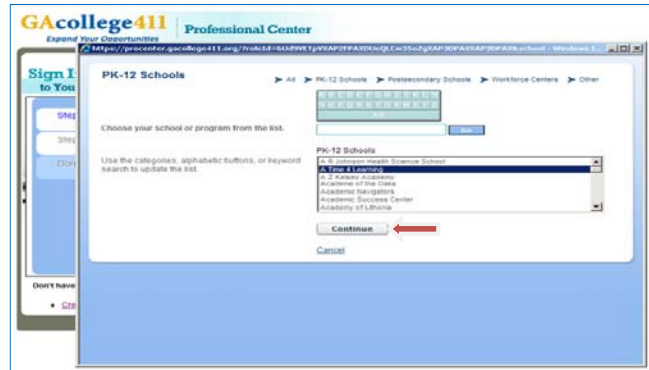 GAcollege411 Professional Center
Expand Your Opportunities
Sign I
to You
Step
Step
Don
Don't have
Cre
PK-12 Schools
All PK-12 Schools Postsecondary Schools Workforce Centers Other
Choose your school or program from the list.
Go
Use the categories, alphabetic buttons, or keyword
search to update the list.
PK-12 Schools
A R Johnson Health Science School
A Time 4 Learning
A Z Kelsey Academy
Academe of the Oaks
Academic Navigators
Academic Success Center
Academy of Lithonia
Continue
Cancel